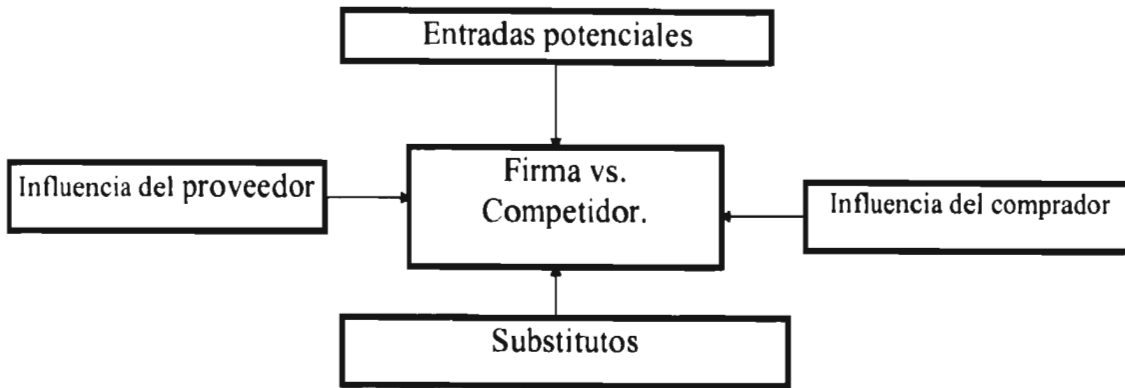 Entradas potenciales
Influencia del proveedor
Firma vs.
Competidor.
Influencia del comprador
Substitutos